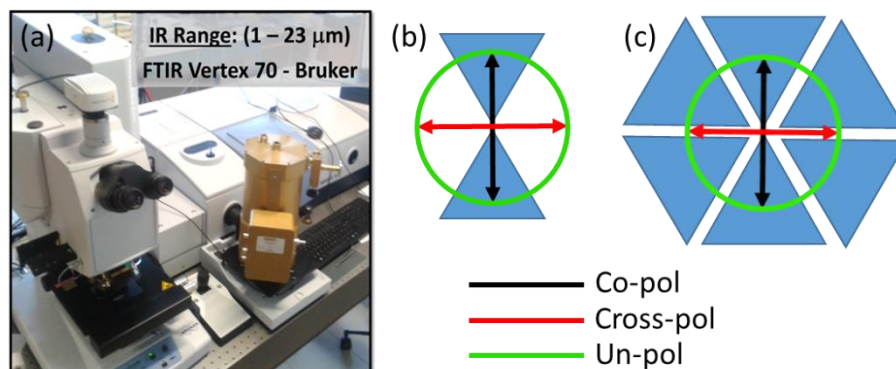 (a)
IR Range: (1 – 23 μm)
FTIR Vertex 70 - Bruker
(b)
(c)
Co-pol
Cross-pol
Un-pol